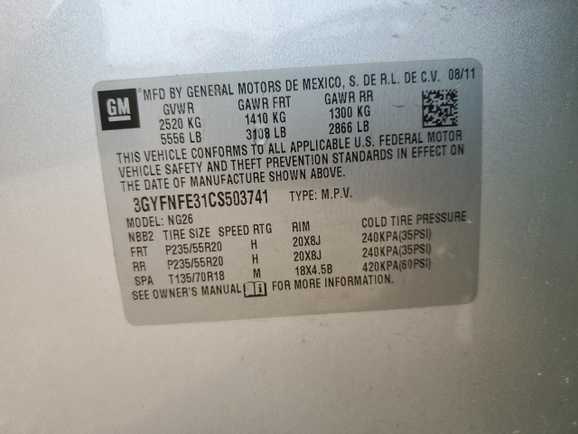 GM
MFD BY GENERAL MOTORS DE MEXICO, S. DE R.L. DE C.V. 08/11
GVWR GAWR FRT GAWR RR
2520 KG 1410 KG 1300 KG
5556 LB 3108 LB 2866 LB
THIS VEHICLE CONFORMS TO ALL APPLICABLE U.S. FEDERAL MOTOR
VEHICLE SAFETY AND THEFT PREVENTION STANDARDS IN EFFECT ON
THE DATE OF MANUFACTURE SHOWN ABOVE.
3GYFNFE31CS503741 TYPE: M.P.V.
MODEL: NG26
NBB2 TIRE SIZE SPEED RTG RIM COLD TIRE PRESSURE
FRT P235/55R20 H 20X8J 240KPA(35PSI)
RR P235/55R20 H 20X8J 240KPA(35PSI)
SPA T135/70R18 M 18X4.5B 420KPA(60PSI)
SEE OWNER'S MANUAL FOR MORE INFORMATION.